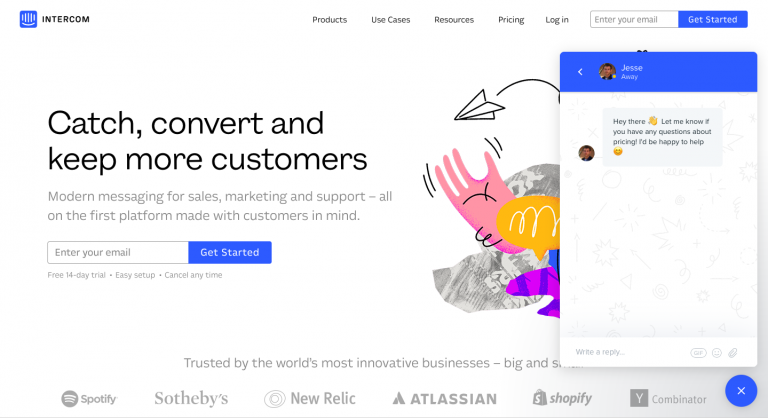 INTERCOM
Products Use Cases Resources Pricing Log in Enter your email Get Started
Catch, convert and
keep more customers
Modern messaging for sales, marketing and support – all
on the first platform made with customers in mind.
Enter your email Get Started
Free 14-day trial • Easy setup • Cancel any time
Jesse
Away
Hey there 👋 Let me know if
you have any questions about
pricing! I'd be happy to help
😊
Write a reply...
GIF
Trusted by the world's most innovative businesses – big and
Spotify Sotheby's New Relic ATLASSIAN shopify Y Combinator